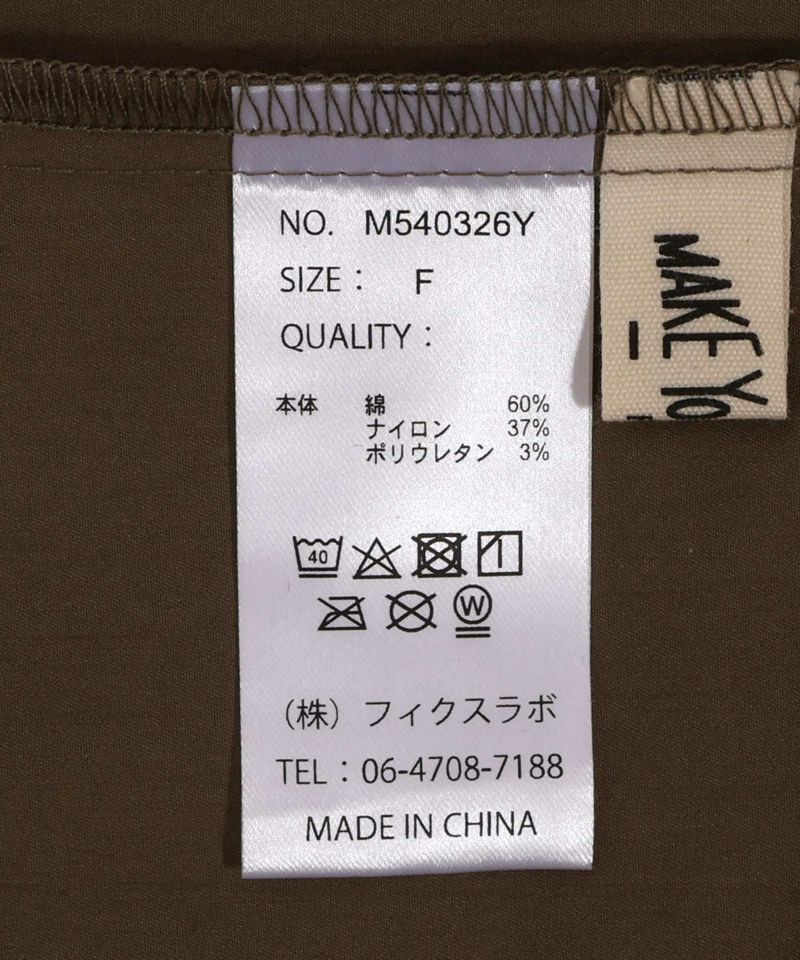 NO. M540326Y
SIZE : F
QUALITY :
本体 綿 60%
ナイロン 37%
ポリウレタン 3%
40
W
(株) フィクスラボ
TEL : 06-4708-7188
MADE IN CHINA
MAKE